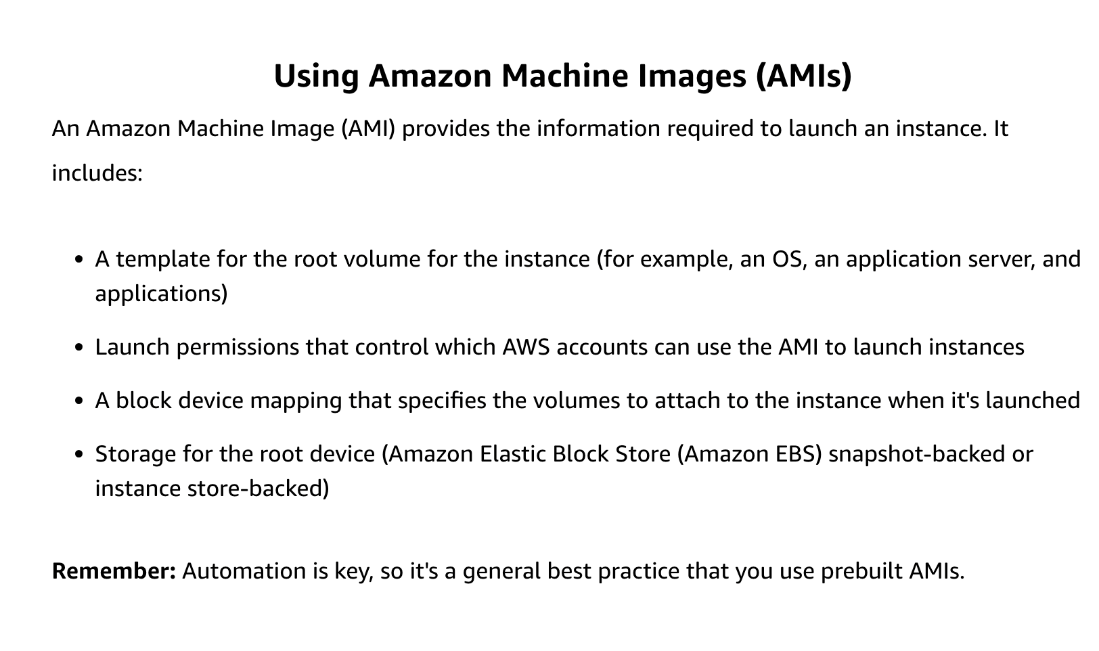 Using Amazon Machine Images (AMIs)
An Amazon Machine Image (AMI) provides the information required to launch an instance. It
includes:
• A template for the root volume for the instance (for example, an OS, an application server, and
applications)
• Launch permissions that control which AWS accounts can use the AMI to launch instances
• A block device mapping that specifies the volumes to attach to the instance when it's launched
• Storage for the root device (Amazon Elastic Block Store (Amazon EBS) snapshot-backed or
instance store-backed)
Remember: Automation is key, so it's a general best practice that you use prebuilt AMIs.